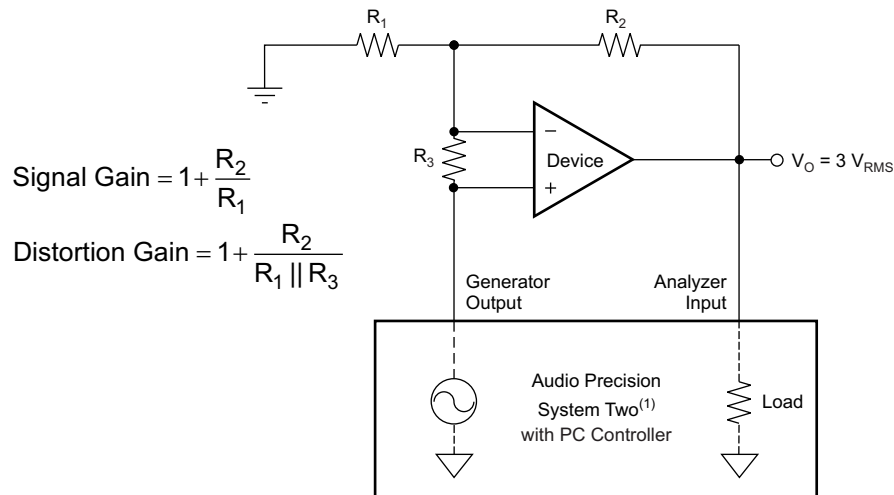 R1
R2
R3
−
Device
+
VO = 3 VRMS
Signal Gain = 1 + R2 / R1
Distortion Gain = 1 + R2 / (R1 || R3)
Generator
Output
Analyzer
Input
Audio Precision
System Two(1)
with PC Controller
Load